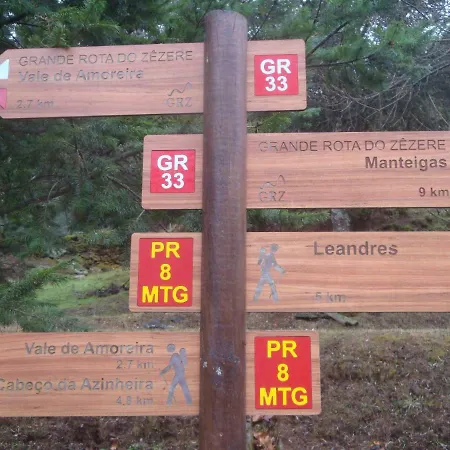 GRANDE ROTA DO ZÊZERE
Vale de Amoreira
2.7 km
GRZ
GR
33
GR
33
GRANDE ROTA DO ZÊZERE
Manteigas
GRZ
9 km
PR
8
MTG
Leandres
5 km
Vale de Amoreira
2.7 km
Cabeço da Azinheira
4.8 km
PR
8
MTG